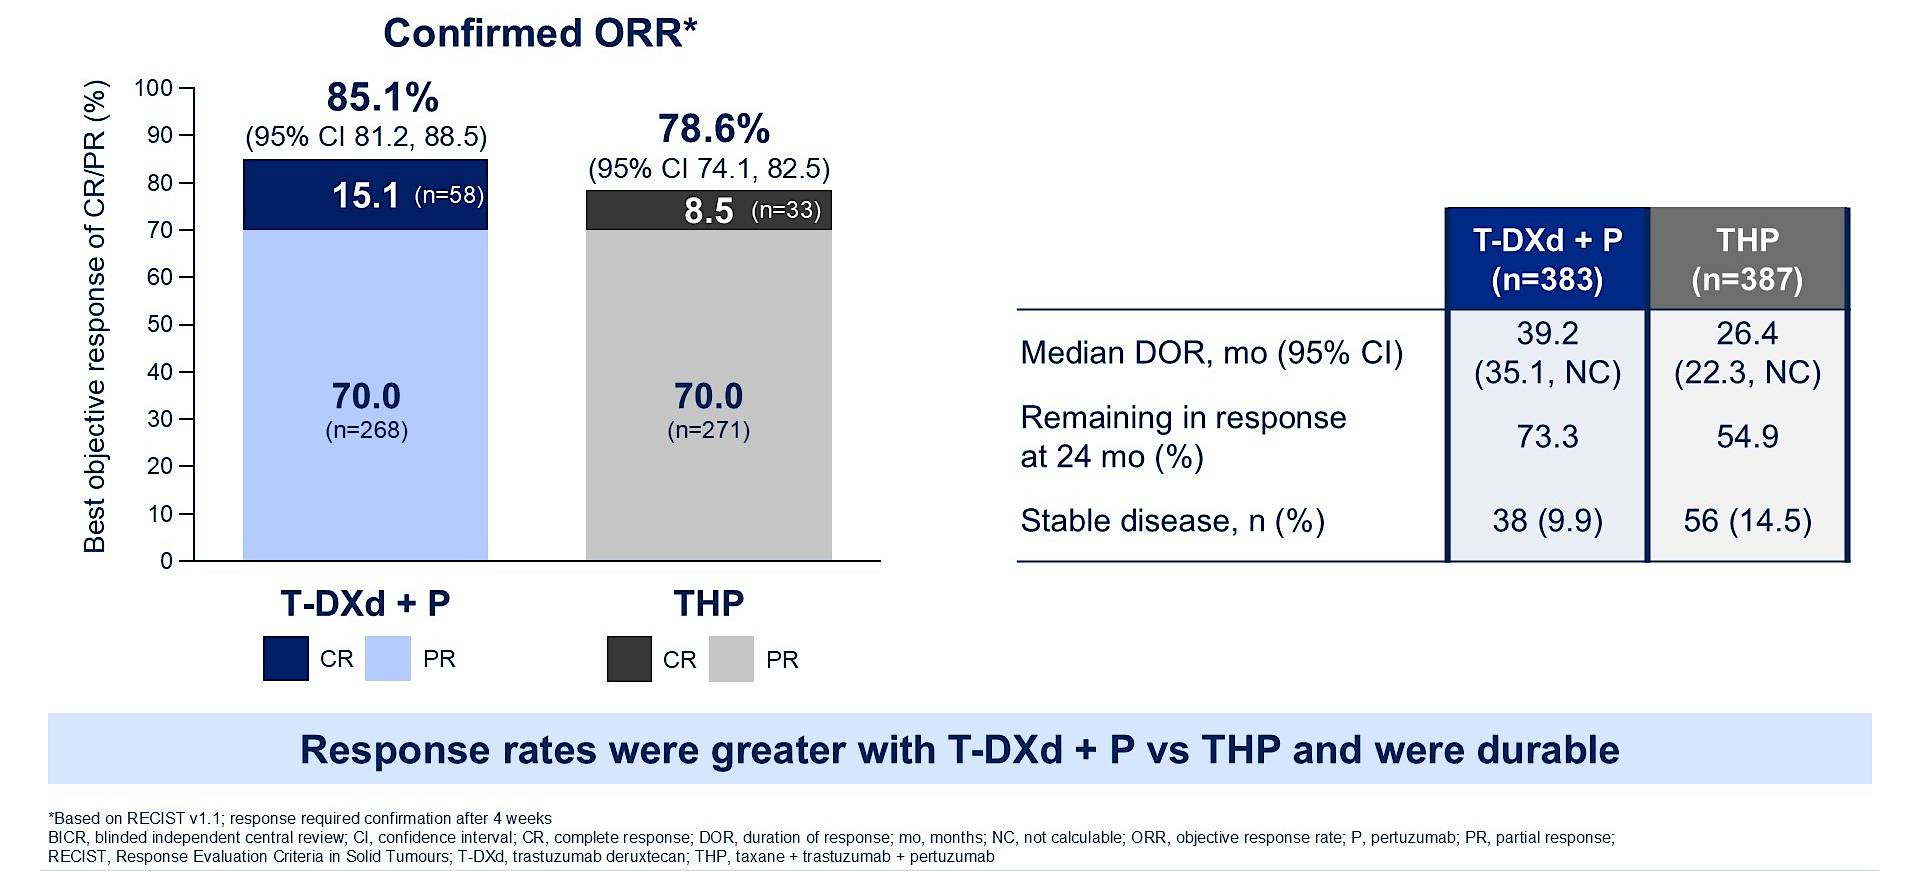 Confirmed ORR*
Best objective response of CR/PR (%)
100
90
80
70
60
50
40
30
20
10
0
85.1%
(95% CI 81.2, 88.5)
15.1 (n=58)
70.0
(n=268)
78.6%
(95% CI 74.1, 82.5)
8.5 (n=33)
70.0
(n=271)
T-DXd + P
CR PR
THP
CR PR
T-DXd + P
(n=383)
THP
(n=387)
Median DOR, mo (95% CI)
39.2
(35.1, NC)
26.4
(22.3, NC)
Remaining in response
at 24 mo (%)
73.3
54.9
Stable disease, n (%)
38 (9.9)
56 (14.5)
Response rates were greater with T-DXd + P vs THP and were durable
*Based on RECIST v1.1; response required confirmation after 4 weeks
BICR, blinded independent central review; CI, confidence interval; CR, complete response; DOR, duration of response; mo, months; NC, not calculable; ORR, objective response rate; P, pertuzumab; PR, partial response;
RECIST, Response Evaluation Criteria in Solid Tumours; T-DXd, trastuzumab deruxtecan; THP, taxane + trastuzumab + pertuzumab